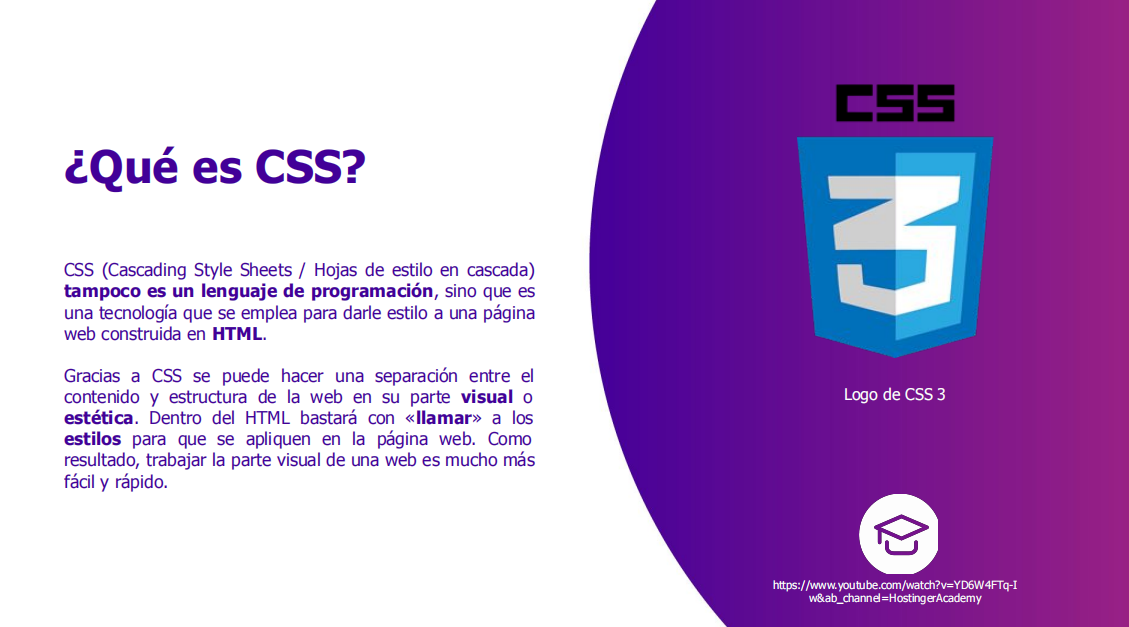 ¿Qué es CSS?
CSS (Cascading Style Sheets / Hojas de estilo en cascada)
tampoco es un lenguaje de programación, sino que es
una tecnología que se emplea para darle estilo a una página
web construida en HTML.
Gracias a CSS se puede hacer una separación entre el
contenido y estructura de la web en su parte visual o
estética. Dentro del HTML bastará con «llamar» a los
estilos para que se apliquen en la página web. Como
resultado, trabajar la parte visual de una web es mucho más
fácil y rápido.
CSS
3
Logo de CSS 3
https://www.youtube.com/watch?v=YD6W4FTq-I
w&ab_channel=HostingerAcademy